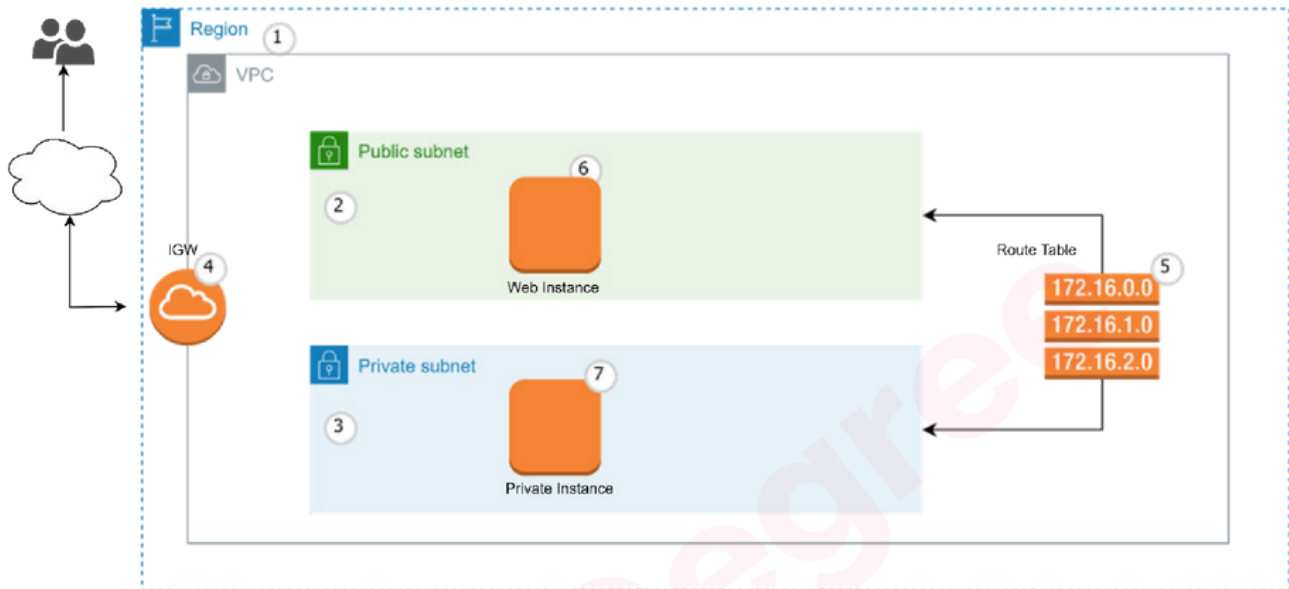 Region
1
VPC
Public subnet
6
2
Web Instance
IGW
4
Route Table
5
172.16.0.0
172.16.1.0
172.16.2.0
Private subnet
7
3
Private Instance
egree